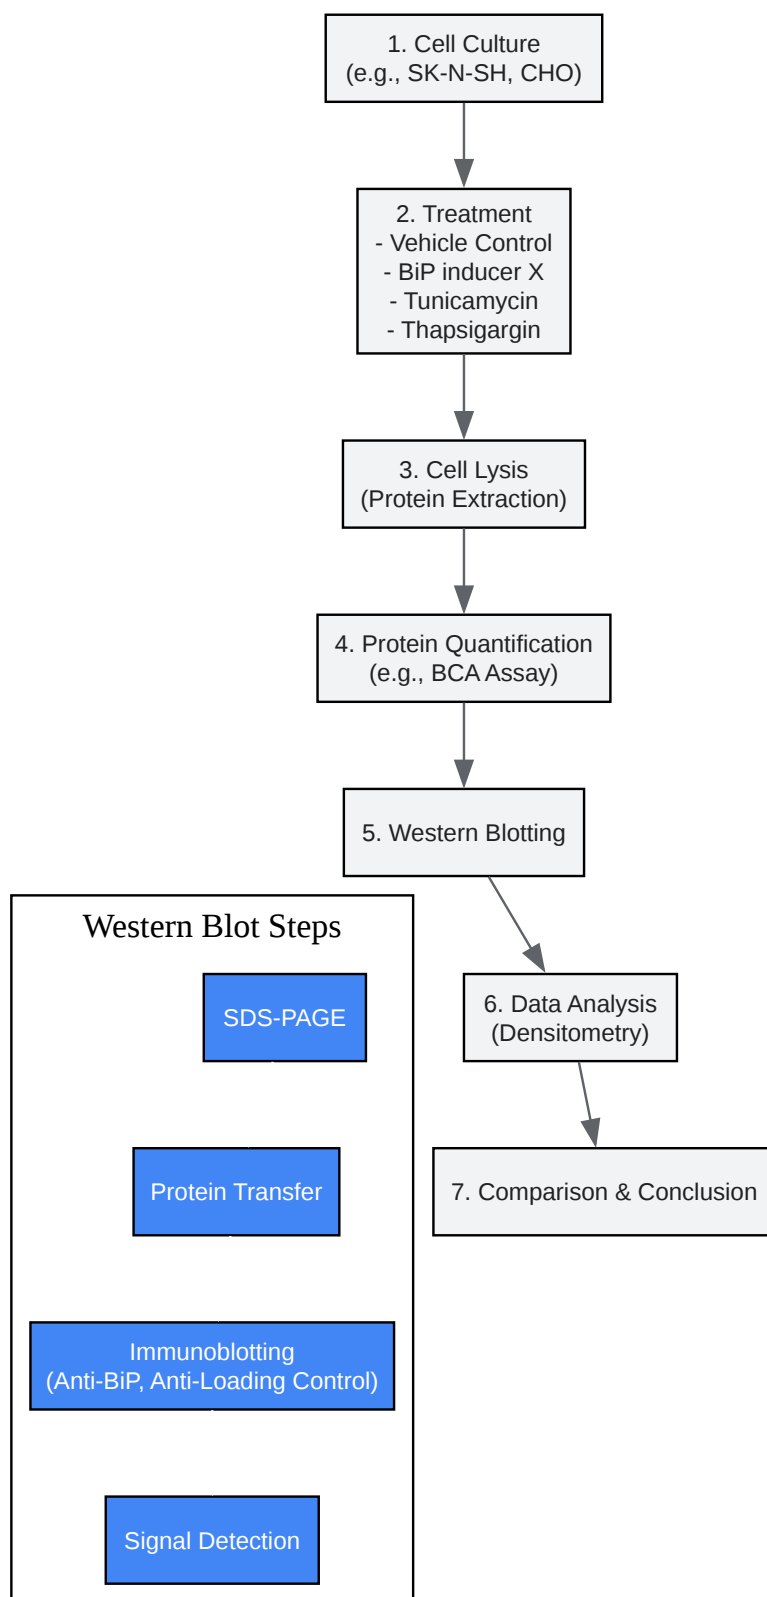 1. Cell Culture
(e.g., SK-N-SH, CHO)
2. Treatment
- Vehicle Control
- BiP inducer X
- Tunicamycin
- Thapsigargin
3. Cell Lysis
(Protein Extraction)
4. Protein Quantification
(e.g., BCA Assay)
5. Western Blotting
Western Blot Steps
SDS-PAGE
6. Data Analysis
(Densitometry)
Protein Transfer
7. Comparison & Conclusion
Immunoblotting
(Anti-BiP, Anti-Loading Control)
Signal Detection